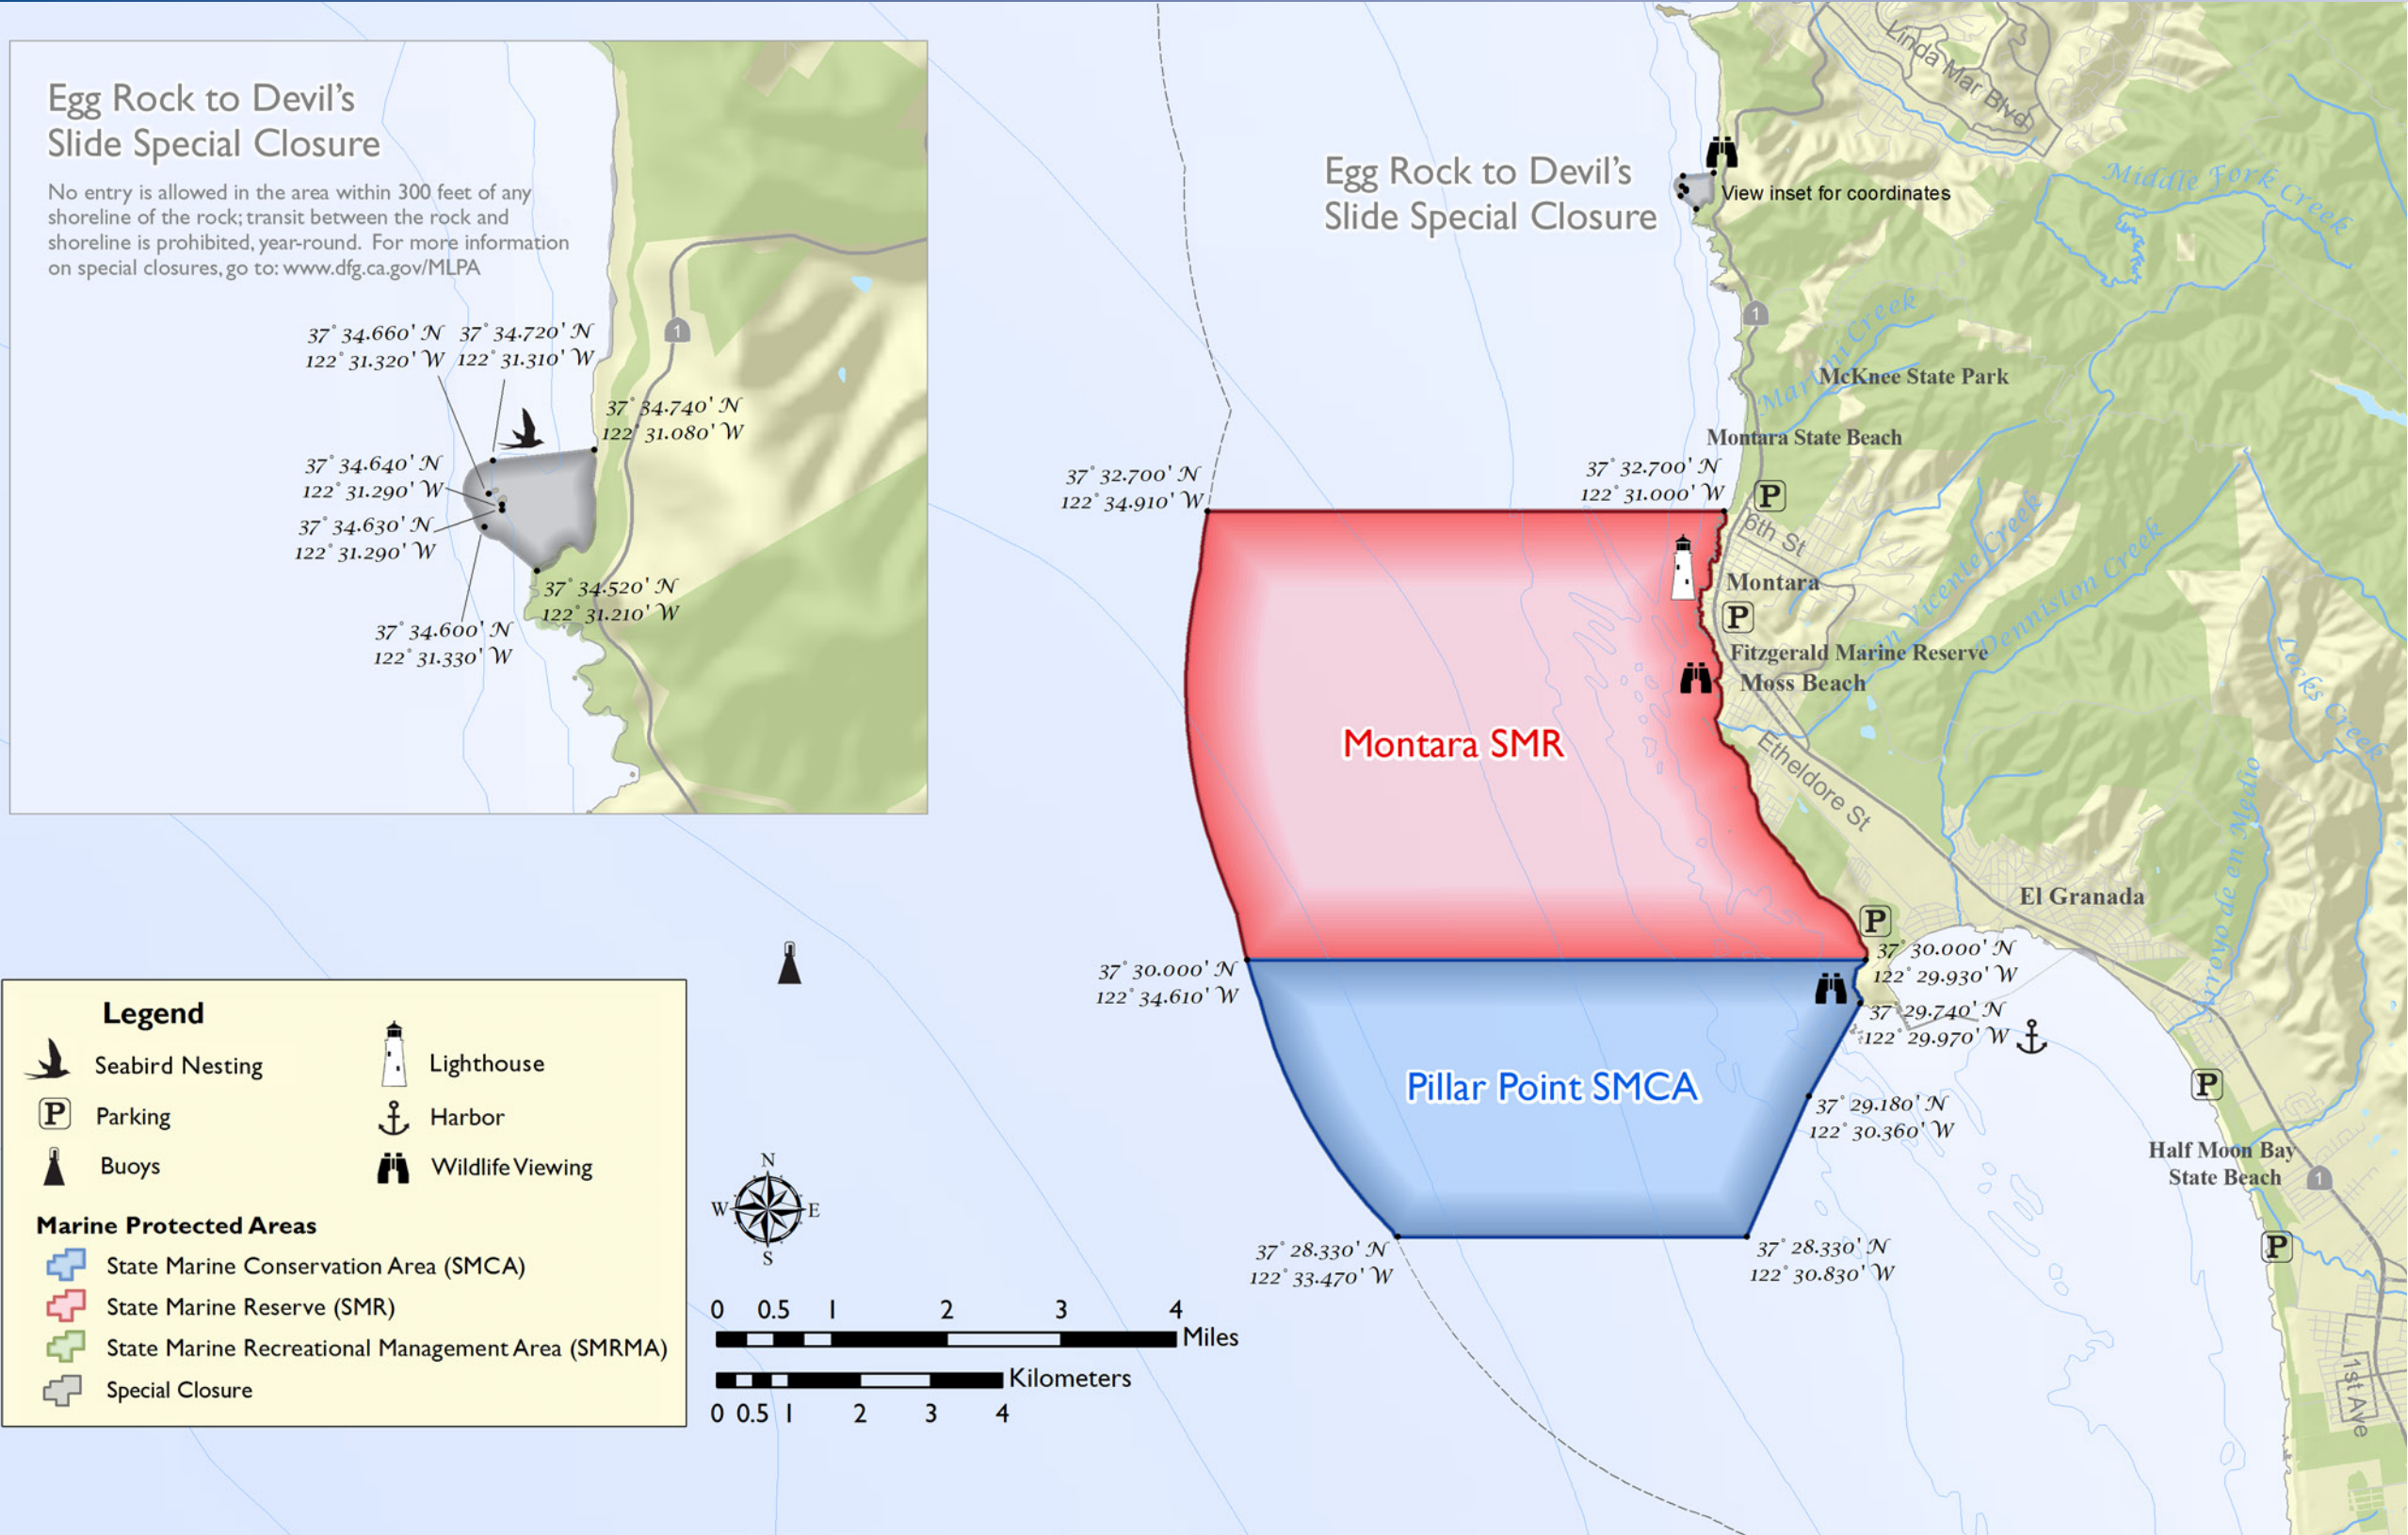 Egg Rock to Devil's
Slide Special Closure
No entry is allowed in the area within 300 feet of any
shoreline of the rock; transit between the rock and
shoreline is prohibited, year-round. For more information
on special closures, go to: www.dfg.ca.gov/MLPA
37° 34.660' N
122° 31.320' W
37° 34.720' N
122° 31.310' W
1
37° 34.740' N
122° 31.080' W
37° 34.640' N
122° 31.290' W
37° 34.630' N
122° 31.290' W
37° 34.520' N
122° 31.210' W
37° 34.600' N
122° 31.330' W
Linda Mar Blvd
Egg Rock to Devil's
Slide Special Closure
View inset for coordinates
Middle Fork Creek
1
Martini Creek
McKnee State Park
Montara State Beach
37° 32.700' N
122° 34.910' W
37° 32.700' N
122° 31.000' W
P
6th St
Montara
P
San Vicente Creek
Denniston Creek
Fitzgerald Marine Reserve
Moss Beach
Locks Creek
Montara SMR
Etheldore St
Arroyo de en Medio
El Granada
P
37° 30.000' N
122° 34.610' W
37° 30.000' N
122° 29.930' W
37° 29.740' N
122° 29.970' W
Pillar Point SMCA
P
37° 29.180' N
122° 30.360' W
Half Moon Bay
State Beach
1
P
37° 28.330' N
122° 33.470' W
37° 28.330' N
122° 30.830' W
1st Ave
Legend
Seabird Nesting
Lighthouse
P
Parking
Harbor
Buoys
Wildlife Viewing
Marine Protected Areas
State Marine Conservation Area (SMCA)
State Marine Reserve (SMR)
State Marine Recreational Management Area (SMRMA)
Special Closure
N
W E
S
0 0.5 1 2 3 4
Miles
Kilometers
0 0.5 1 2 3 4